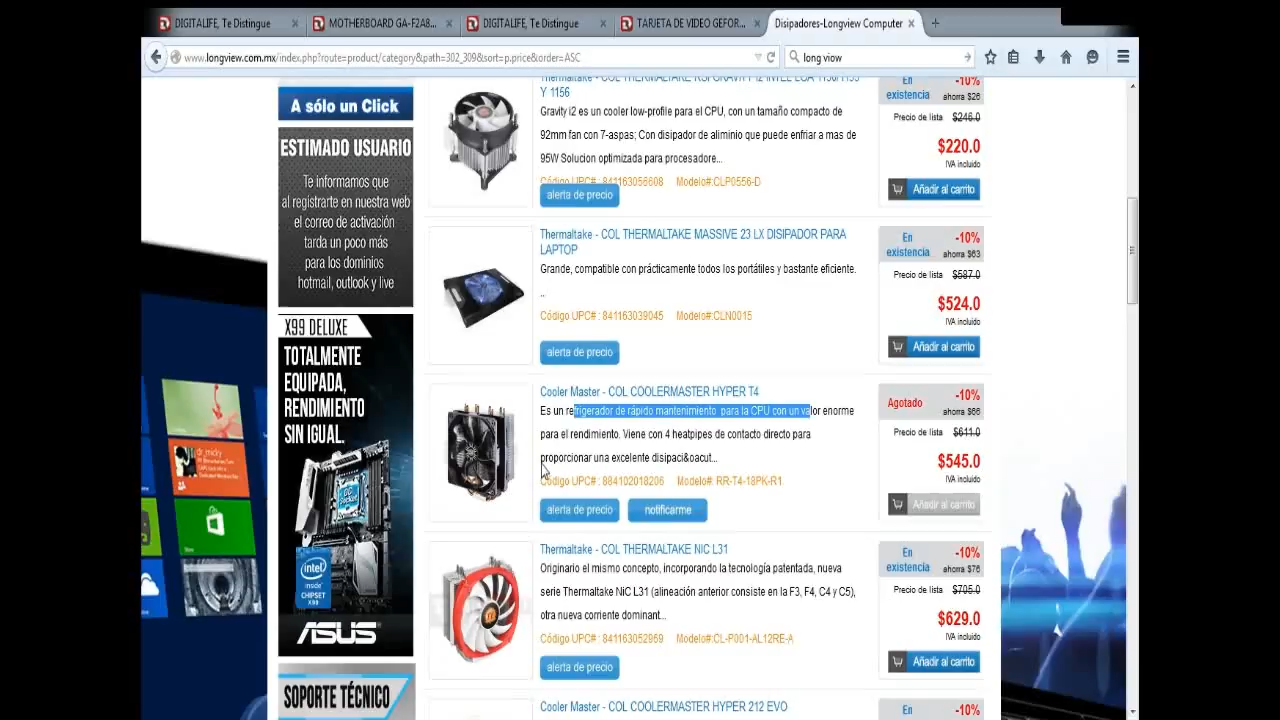 DIGITALIFE, Te Distingue
MOTHERBOARD GA-F2A8...
DIGITALIFE, Te Distingue
TARJETA DE VIDEO GEFOR...
Disipadores-Longview Computer
www.longview.com.mx/index.php?route=product/category&path=302_309&sort=p.price&order=ASC
long view
A sólo un Click
ESTIMADO USUARIO
Te informamos que
al registrarte en nuestra web
el correo de activación
tarda un poco más
para los dominios
hotmail, outlook y live
X99 DELUXE
TOTALMENTE
EQUIPADA,
RENDIMIENTO
SIN IGUAL.
intel
inside
CHIPSET
X99
ASUS
SOPORTE TÉCNICO
dr_micky
Y 1156
Gravity i2 es un cooler low-profile para el CPU, con un tamaño compacto de
92mm fan con 7-aspas; Con disipador de aliminio que puede enfriar a mas de
95W Solucion optimizada para procesadore...
Código UPC# : 841163056608 Modelo#:CLP0556-D
alerta de precio
En existencia
-10%
ahorra $26
Precio de lista $246.0
$220.0
IVA incluido
Añadir al carrito
Thermaltake - COL THERMALTAKE MASSIVE 23 LX DISIPADOR PARA
LAPTOP
Grande, compatible con prácticamente todos los portátiles y bastante eficiente.
..
Código UPC# : 841163039045 Modelo#:CLN0015
alerta de precio
En existencia
-10%
ahorra $63
Precio de lista $587.0
$524.0
IVA incluido
Añadir al carrito
Cooler Master - COL COOLERMASTER HYPER T4
Es un refrigerador de rápido mantenimiento para la CPU con un valor enorme
para el rendimiento. Viene con 4 heatpipes de contacto directo para
proporcionar una excelente disipaci&oacut...
Código UPC# : 884102018206 Modelo#: RR-T4-18PK-R1
alerta de precio
notificarme
Agotado
-10%
ahorra $66
Precio de lista $611.0
$545.0
IVA incluido
Añadir al carrito
Thermaltake - COL THERMALTAKE NIC L31
Originario el mismo concepto, incorporando la tecnología patentada, nueva
serie Thermaltake NiC L31 (alineación anterior consiste en la F3, F4, C4 y C5),
otra nueva corriente dominant...
Código UPC# : 841163052969 Modelo#:CL-P001-AL12RE-A
alerta de precio
En existencia
-10%
ahorra $76
Precio de lista $705.0
$629.0
IVA incluido
Añadir al carrito
Cooler Master - COL COOLERMASTER HYPER 212 EVO
En
-10%